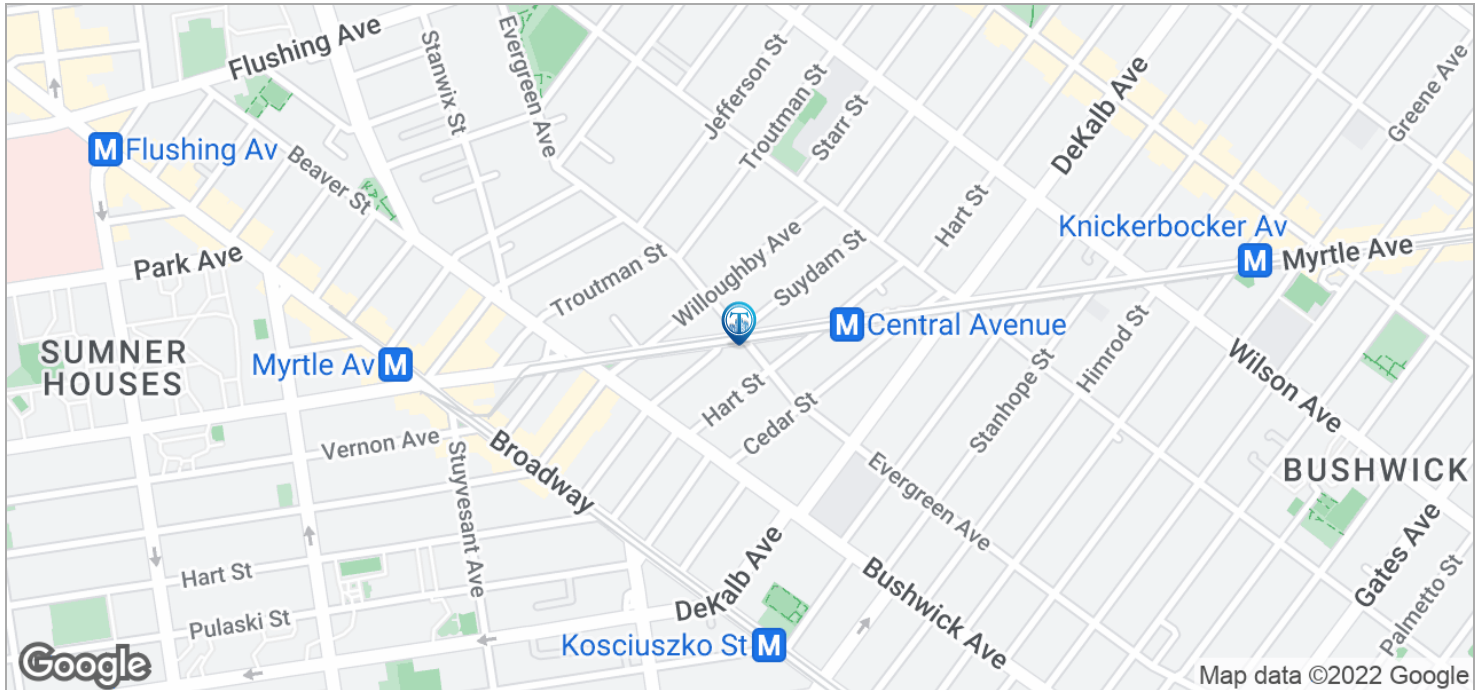 Flushing Ave
Stanwix St
Evergreen Ave
Jefferson St
Troutman St
Starr St
DeKalb Ave
Greene Ave
Flushing Av
M
Beaver St
Hart St
Knickerbocker Av
M
Myrtle Ave
Park Ave
Troutman St
Willoughby Ave
Suydam St
T
M
Central Avenue
Himrod St
SUMNER
HOUSES
Myrtle Av
M
Hart St
Cedar St
Stanhope St
Wilson Ave
Vernon Ave
Stuyvesant Ave
Broadway
Evergreen Ave
BUSHWICK
Gates Ave
Palmetto St
Hart St
Pulaski St
DeKalb Ave
Bushwick Ave
Kosciuszko St
M
Google
Map data ©2022 Google